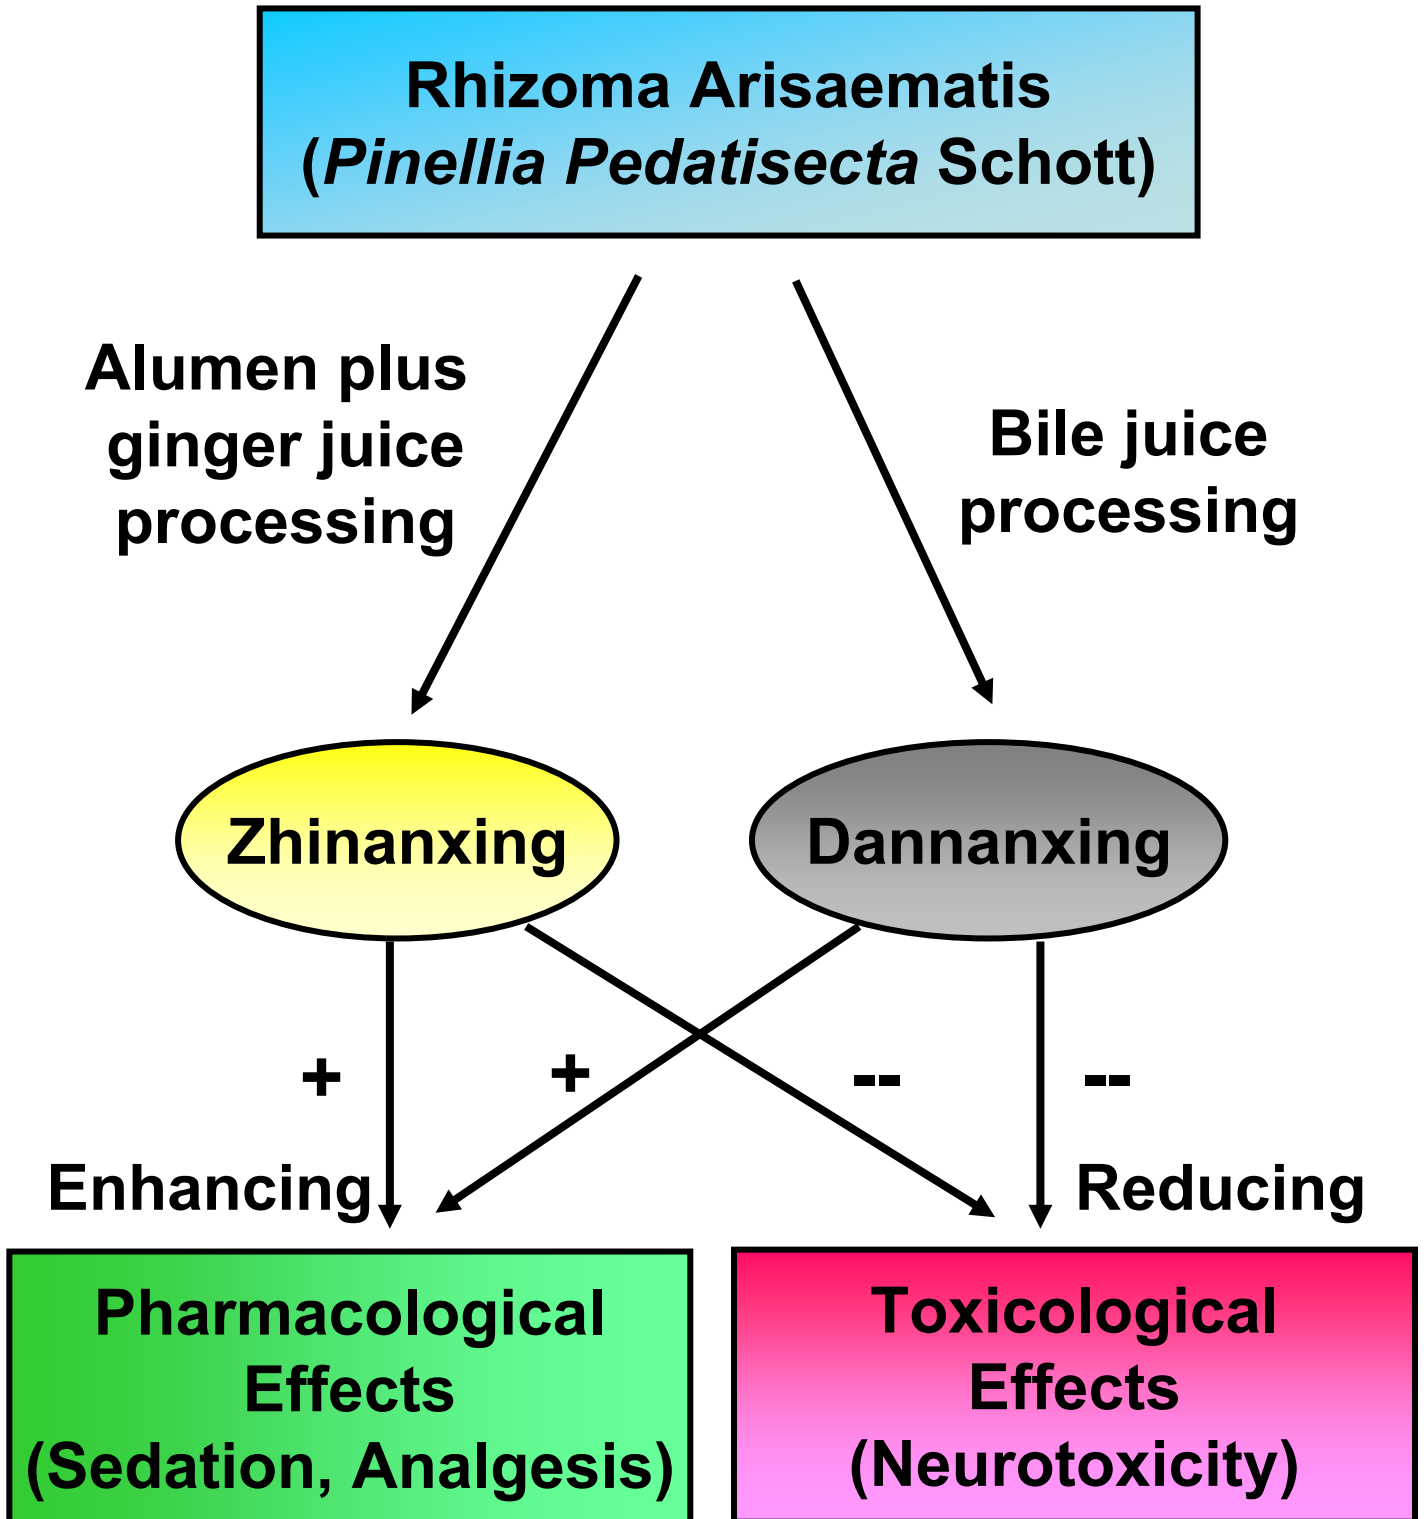 Rhizoma Arisaematis
(Pinellia Pedatisecta Schott)
Alumen plus
ginger juice
processing
Bile juice
processing
Zhinanxing
Dannanxing
+
+
--
--
Enhancing
Reducing
Pharmacological
Effects
(Sedation, Analgesis)
Toxicological
Effects
(Neurotoxicity)